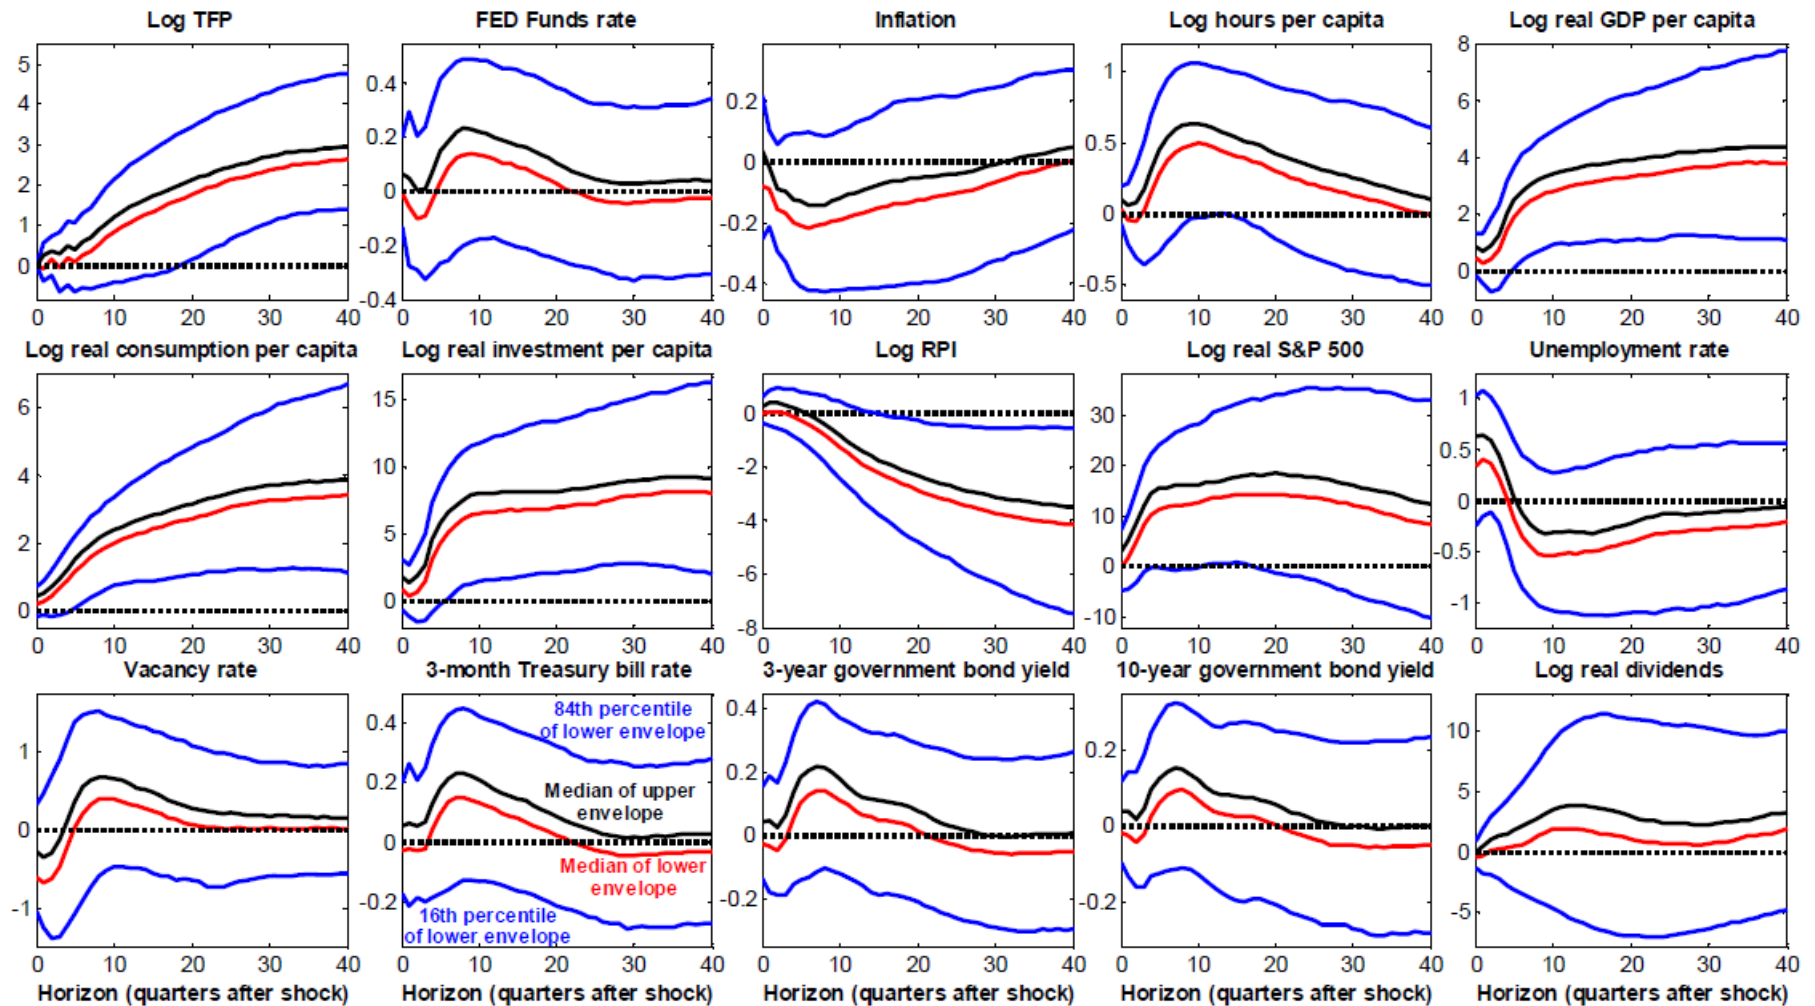 Log TFP
FED Funds rate
Inflation
Log hours per capita
Log real GDP per capita
5
4
3
2
1
0
0.4
0.2
0
-0.2
-0.4
0.2
0
-0.2
-0.4
1
0.5
0
-0.5
8
6
4
2
0
0 10 20 30 40
0 10 20 30 40
0 10 20 30 40
0 10 20 30 40
0 10 20 30 40
Log real consumption per capita
Log real investment per capita
Log RPI
Log real S&P 500
Unemployment rate
6
4
2
0
15
10
5
0
0
-2
-4
-6
-8
30
20
10
0
-10
1
0.5
0
-0.5
-1
0 10 20 30 40
0 10 20 30 40
0 10 20 30 40
0 10 20 30 40
0 10 20 30 40
Vacancy rate
3-month Treasury bill rate
3-year government bond yield
10-year government bond yield
Log real dividends
1
0
-1
0.4
0.2
0
-0.2
84th percentile
of lower envelope
Median of upper
envelope
Median of lower
envelope
16th percentile
of lower envelope
0.4
0.2
0
-0.2
0.2
0
-0.2
10
5
0
-5
0 10 20 30 40
0 10 20 30 40
0 10 20 30 40
0 10 20 30 40
0 10 20 30 40
Horizon (quarters after shock)
Horizon (quarters after shock)
Horizon (quarters after shock)
Horizon (quarters after shock)
Horizon (quarters after shock)